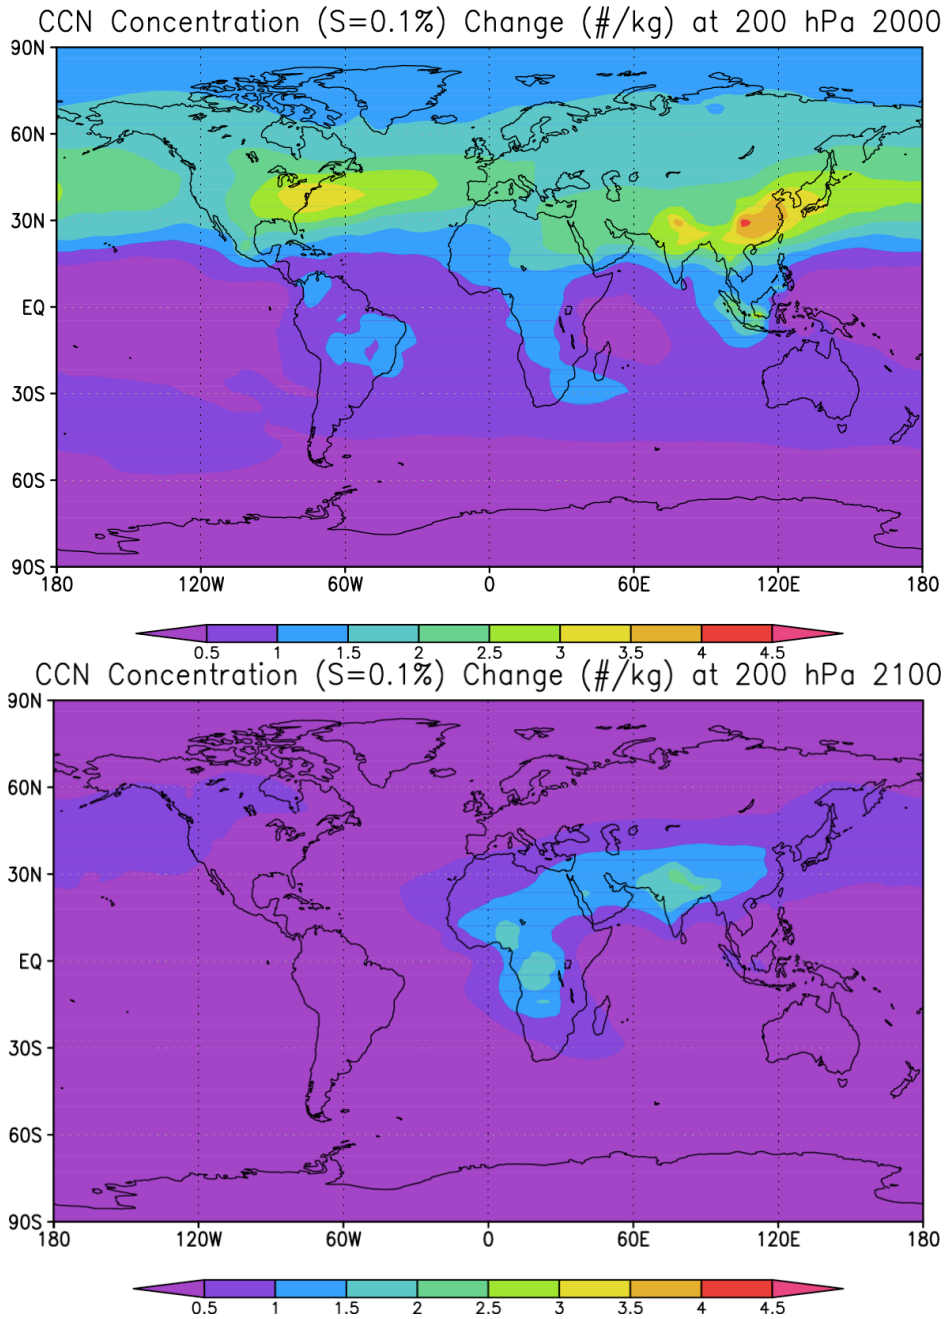 CCN Concentration (S=0.1%) Change (#/kg) at 200 hPa 2000
90N
60N
30N
EQ
30S
60S
90S
180 120W 60W 0 60E 120E 180
0.5 1 1.5 2 2.5 3 3.5 4 4.5
CCN Concentration (S=0.1%) Change (#/kg) at 200 hPa 2100
90N
60N
30N
EQ
30S
60S
90S
180 120W 60W 0 60E 120E 180
0.5 1 1.5 2 2.5 3 3.5 4 4.5